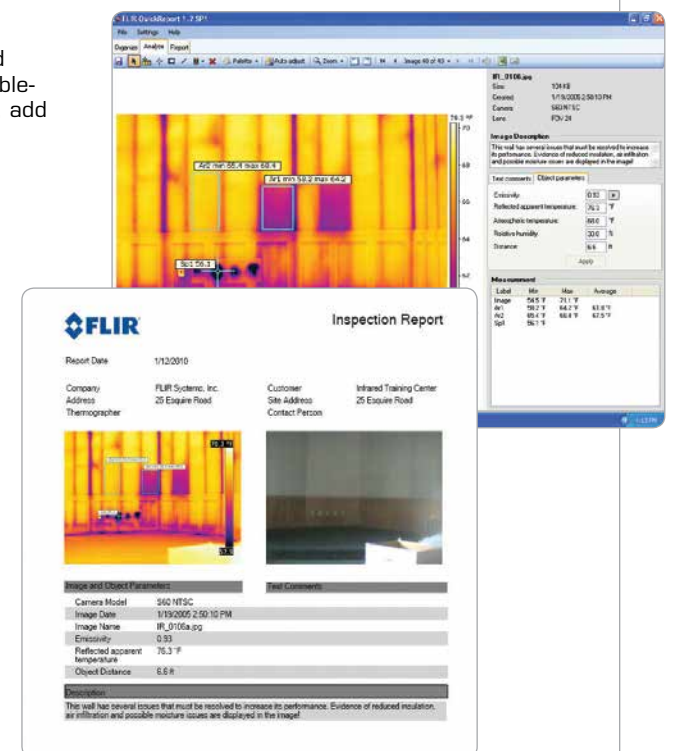 d
ble-
add
FLIR QuickReport 1.2 SP1
File Settings Help
Organize Analyze Report
Palette Auto adjust Zoom Image 40 of 43
IR_0106a.jpg
Size: 104 KB
Created: 1/19/2005 2:50:10 PM
Camera: S60 NTSC
Lens: FOV 24
Image Description
This wall has several issues that must be resolved to increase
its performance. Evidence of reduced insulation, air infiltration
and possible moisture issues are displayed in the image!
Text comments Object parameters
Emissivity: 0.93
Reflected apparent temperature: 76.3 °F
Atmospheric temperature: 68.0 °F
Relative humidity: 30.0 %
Distance: 6.6 ft
Apply
Measurement
Label Min Max Average
Image
Ar1 58.2 °F 64.2 °F
Ar2 65.4 °F 68.4 °F 67.5 °F
Sp1
70
68
64
62
Ar2 min 65.4 max 68.4
Ar1 min 58.2 max 64.2
Sp1 56.3
FLIR
Inspection Report
Report Date 1/12/2010
Company FLIR Systems, Inc. Customer Infrared Training Center
Address 25 Esquire Road Site Address 25 Esquire Road
Thermographer Contact Person
Image and Object Parameters Text Comments
Camera Model S60 NTSC
Image Date 1/19/2005 2:50:10 PM
Image Name IR_0106a.jpg
Emissivity 0.93
Reflected apparent 76.3 °F
temperature
Object Distance 6.6 ft
Description
This wall has several issues that must be resolved to increase its performance. Evidence of reduced insulation,
air infiltration and possible moisture issues are displayed in the image!